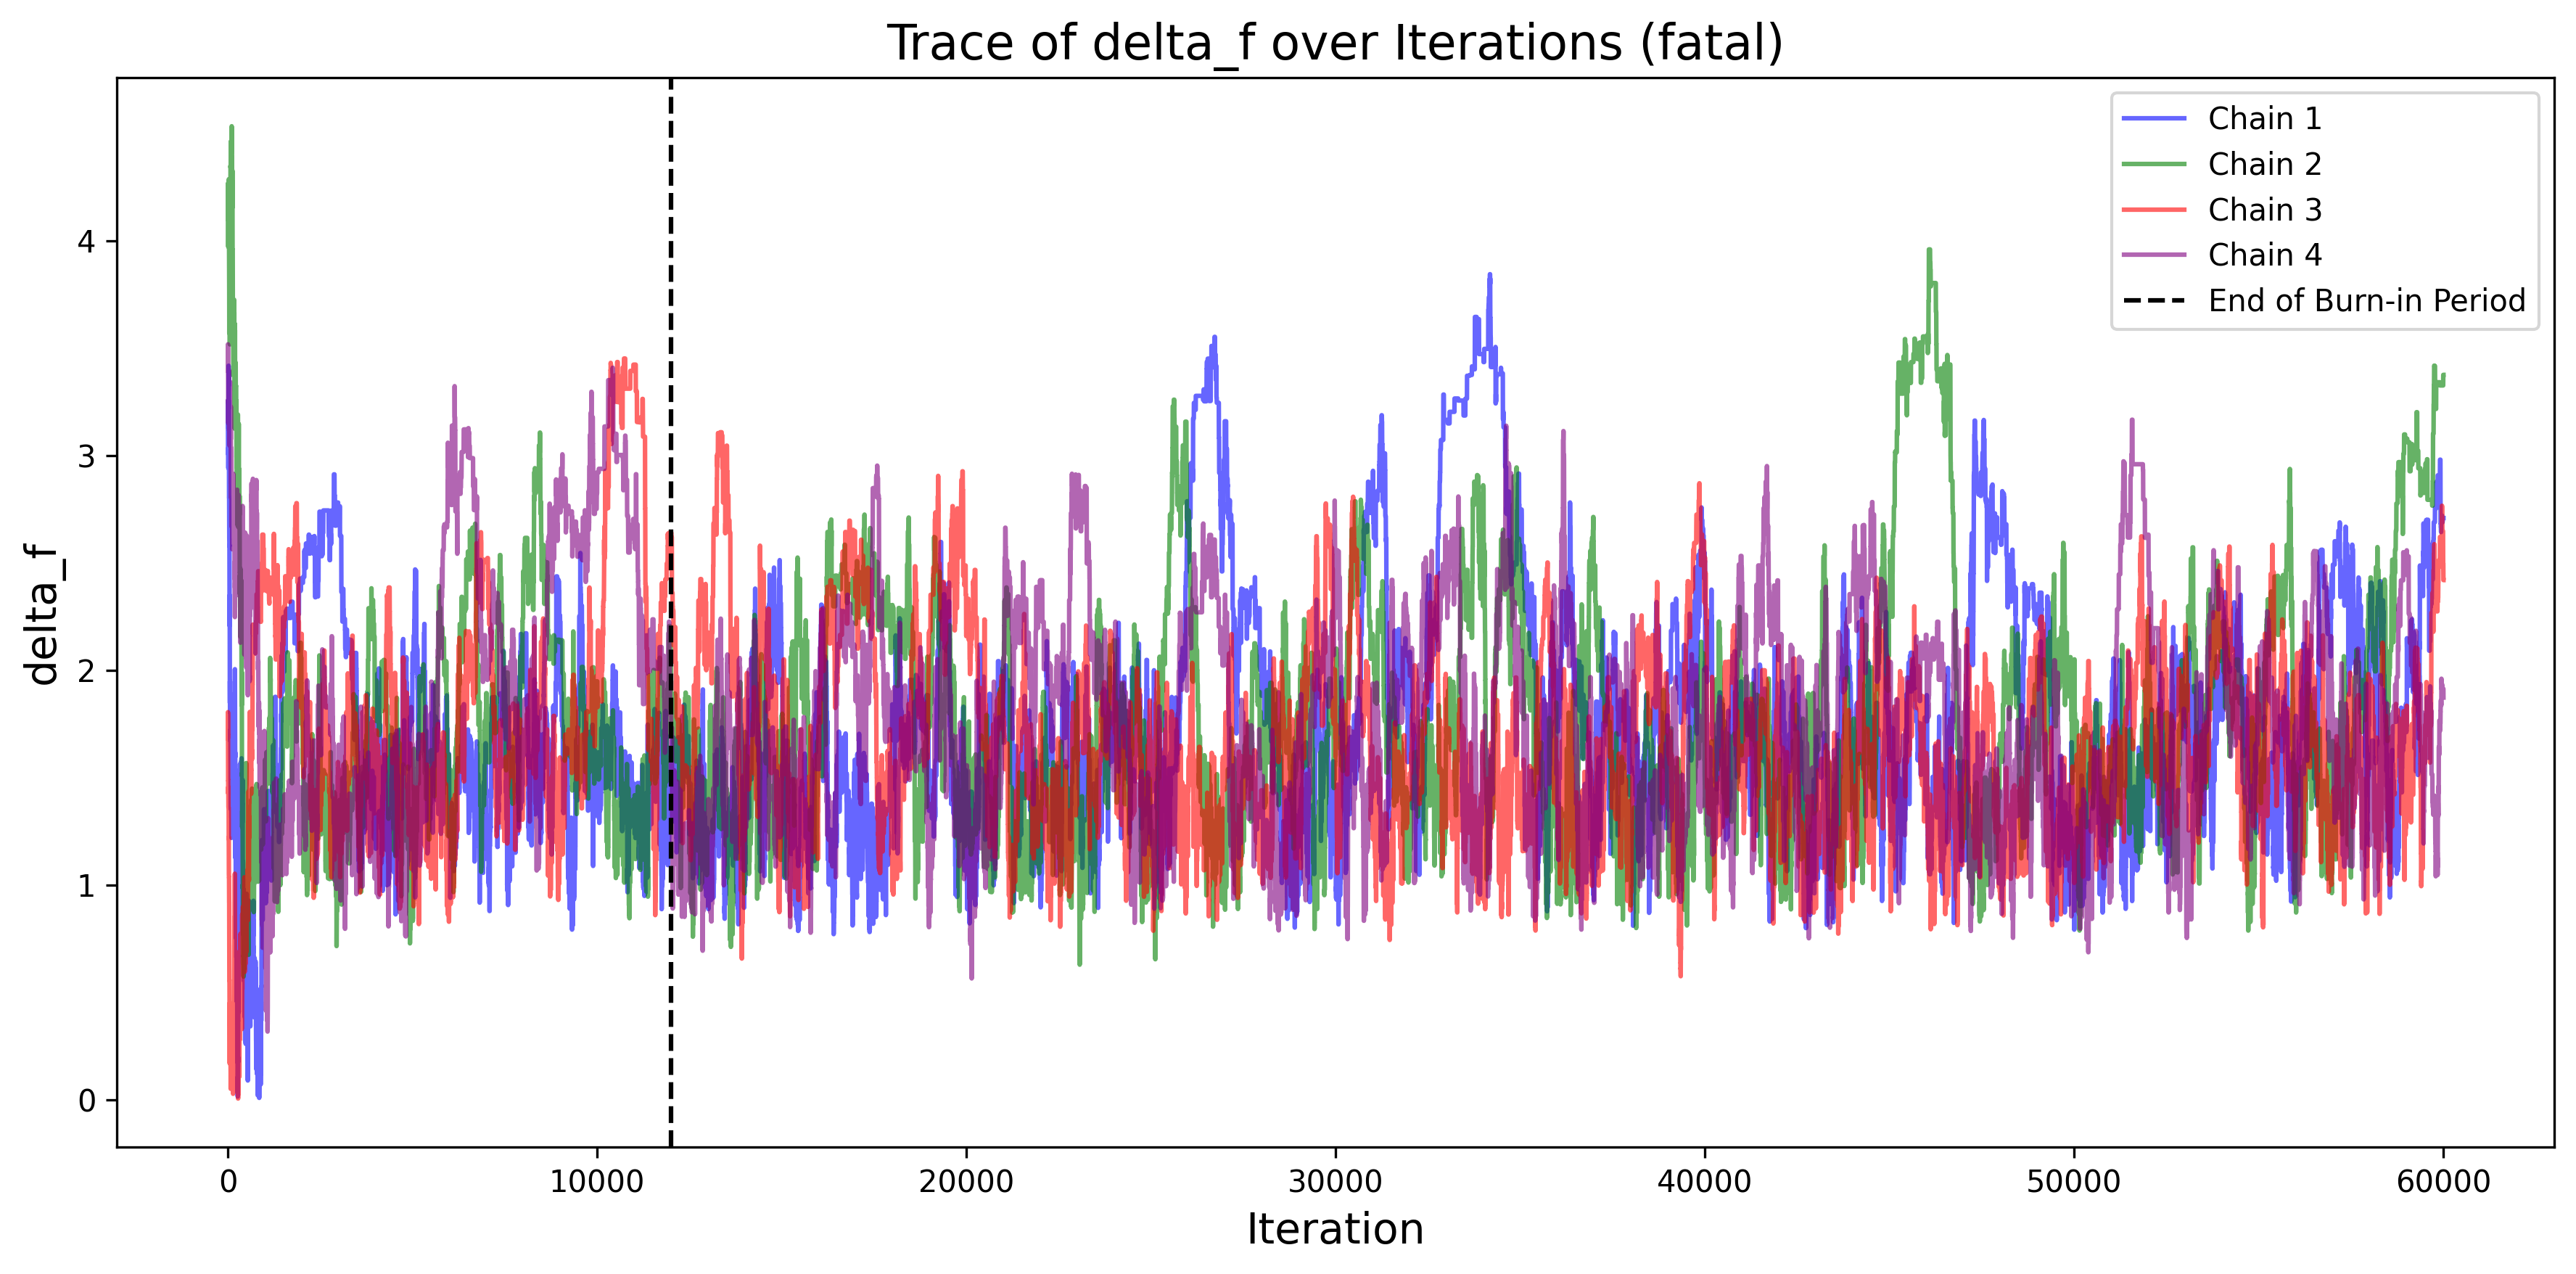 Trace of delta_f over Iterations (fatal)
Chain 1
Chain 2
Chain 3
Chain 4
End of Burn-in Period
delta_f
4
3
2
1
0
0 10000 20000 30000 40000 50000 60000
Iteration